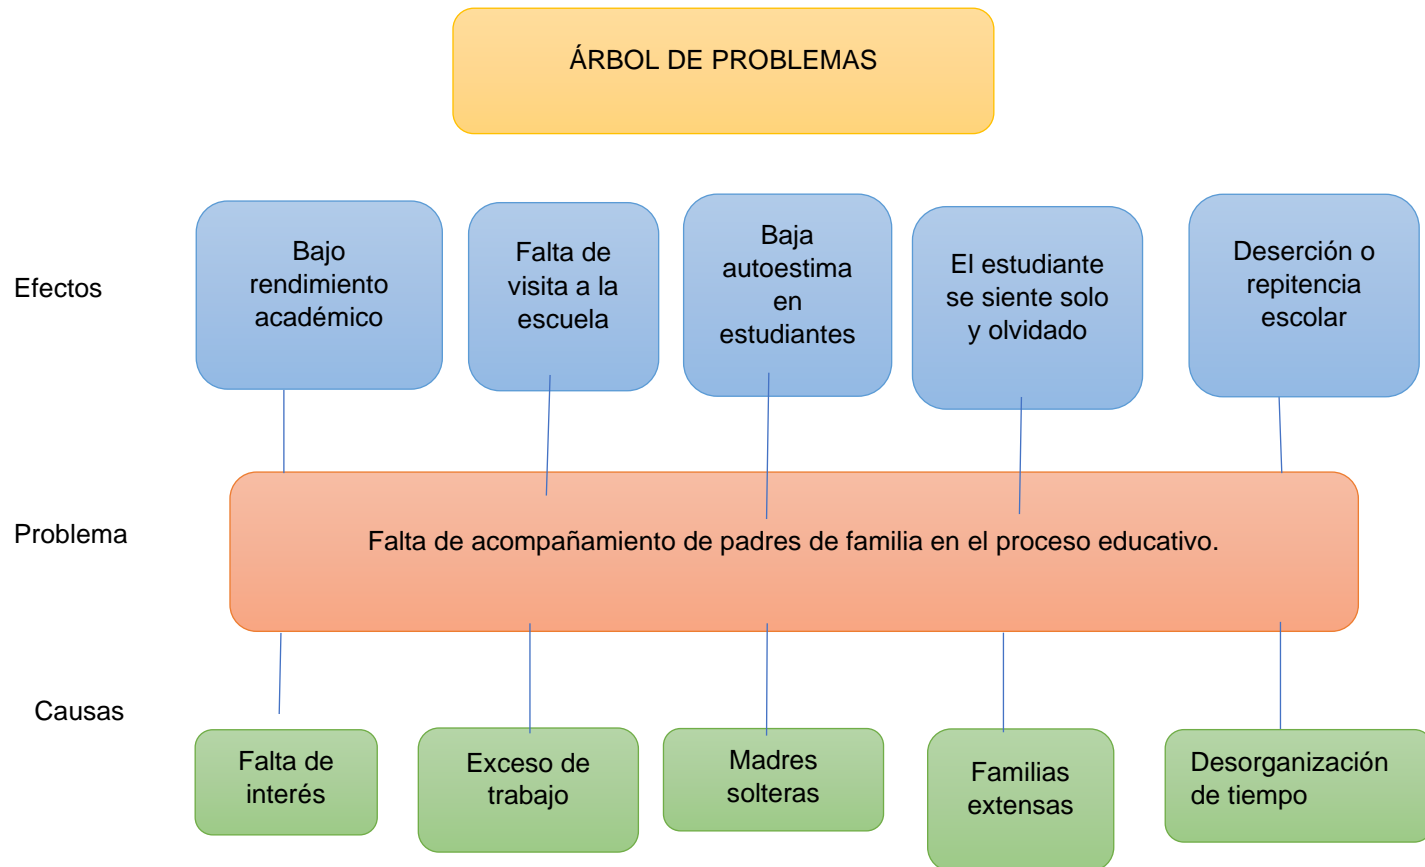 ÁRBOL DE PROBLEMAS
Efectos
Bajo
rendimiento
académico
Falta de
visita a la
escuela
Baja
autoestima
en
estudiantes
El estudiante
se siente solo
y olvidado
Deserción o
repitencia
escolar
Problema
Falta de acompañamiento de padres de familia en el proceso educativo.
Causas
Falta de
interés
Exceso de
trabajo
Madres
solteras
Familias
extensas
Desorganización
de tiempo